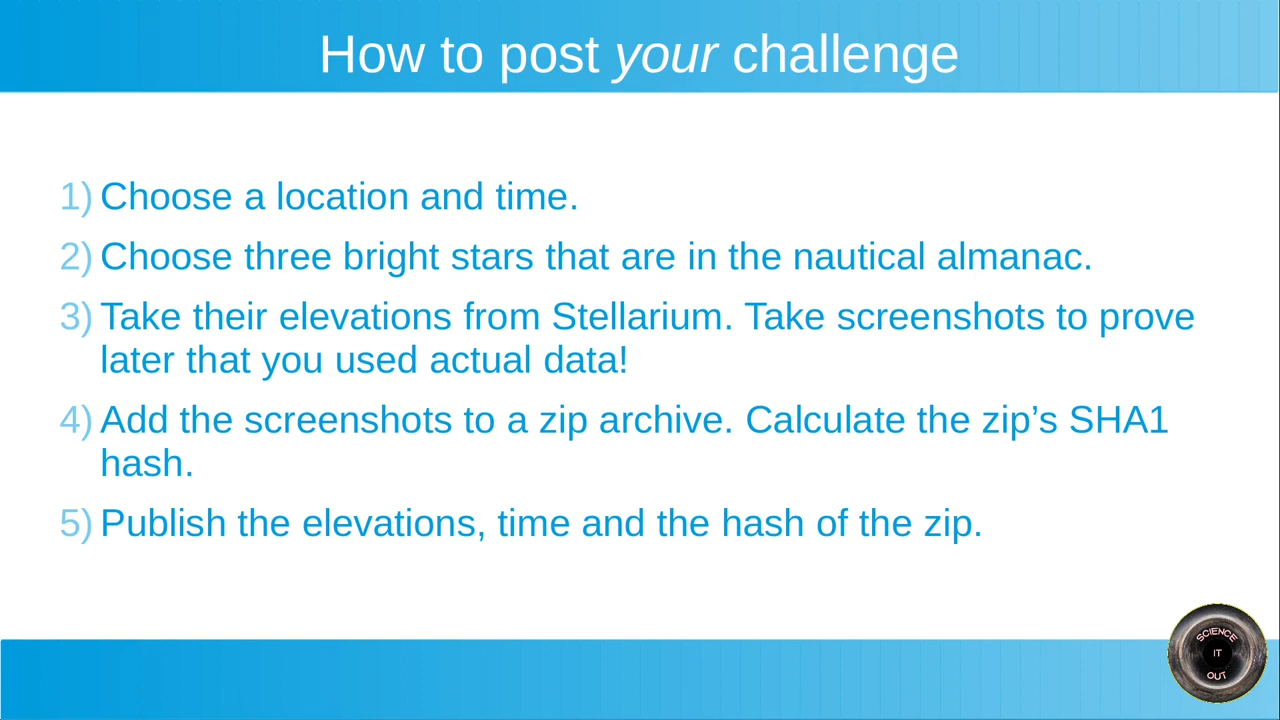 How to post your challenge
1) Choose a location and time.
2) Choose three bright stars that are in the nautical almanac.
3) Take their elevations from Stellarium. Take screenshots to prove
later that you used actual data!
4) Add the screenshots to a zip archive. Calculate the zip’s SHA1
hash.
5) Publish the elevations, time and the hash of the zip.
SCIENCE
IT
OUT